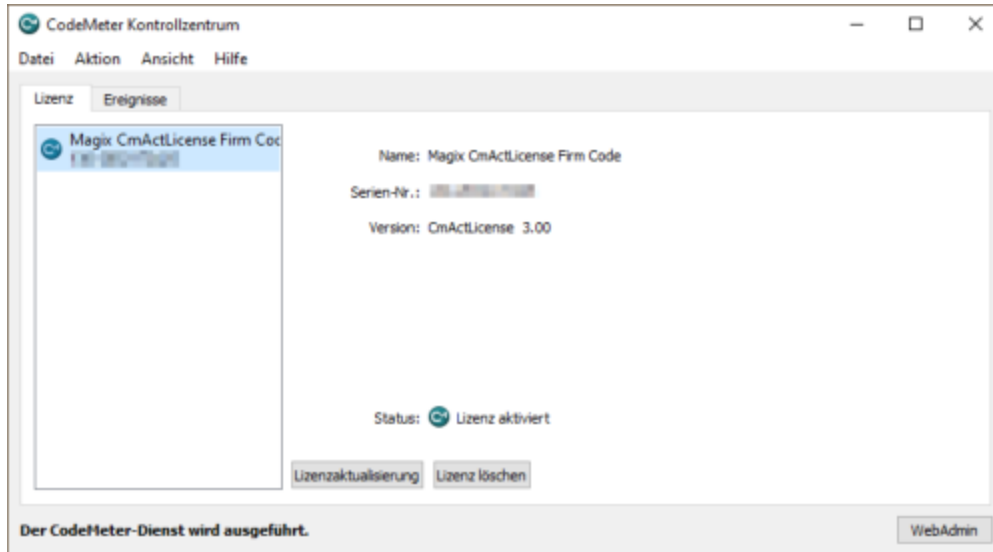 CodeMeter Kontrollzentrum
Datei Aktion Ansicht Hilfe
Lizenz Ereignisse
Magix CmActLicense Firm Coc
Name: Magix CmActLicense Firm Code
Serien-Nr.:
Version: CmActLicense 3.00
Status: Lizenz aktiviert
Lizenzaktualisierung Lizenz löschen
Der CodeMeter-Dienst wird ausgeführt.
WebAdmin